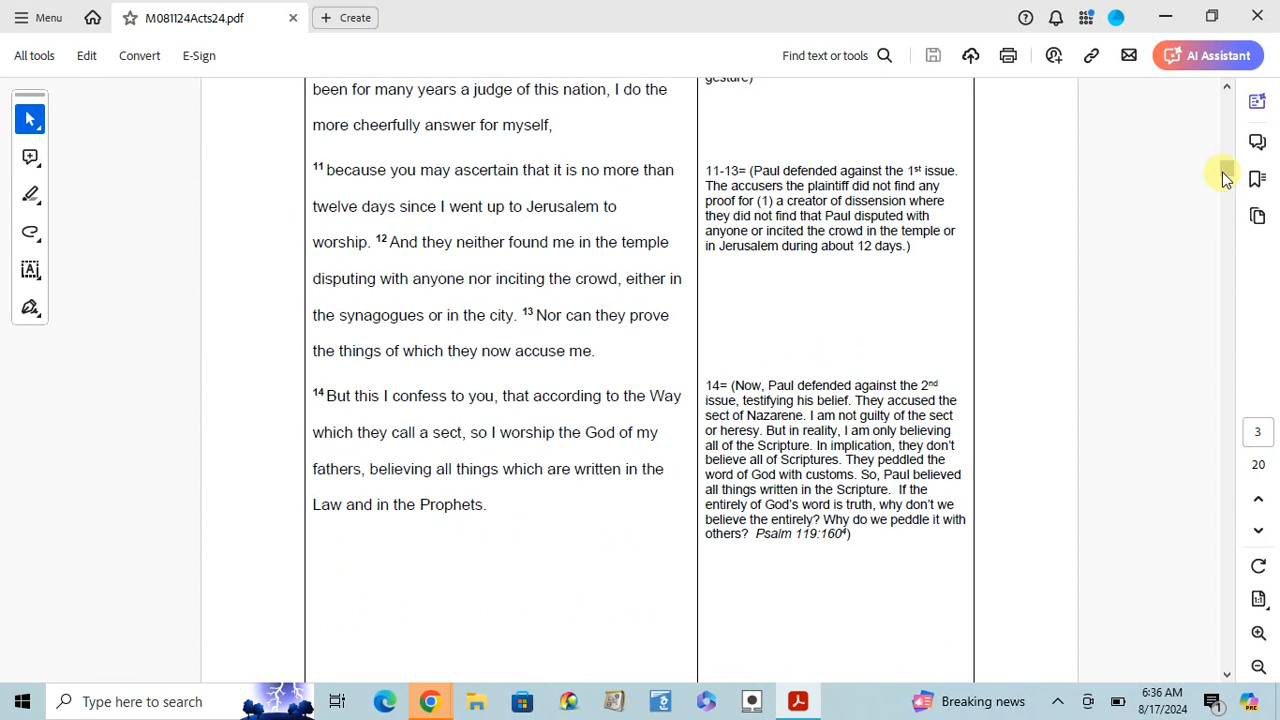 Menu
M081124Acts24.pdf
Create
All tools
Edit
Convert
E-Sign
Find text or tools
AI Assistant
been for many years a judge of this nation, I do the
more cheerfully answer for myself,
11 because you may ascertain that it is no more than
twelve days since I went up to Jerusalem to
worship. 12 And they neither found me in the temple
disputing with anyone nor inciting the crowd, either in
the synagogues or in the city. 13 Nor can they prove
the things of which they now accuse me.
14 But this I confess to you, that according to the Way
which they call a sect, so I worship the God of my
fathers, believing all things which are written in the
Law and in the Prophets.
gesture)
11-13= (Paul defended against the 1st issue.
The accusers the plaintiff did not find any
proof for (1) a creator of dissension where
they did not find that Paul disputed with
anyone or incited the crowd in the temple or
in Jerusalem during about 12 days.)
14= (Now, Paul defended against the 2nd
issue, testifying his belief. They accused the
sect of Nazarene. I am not guilty of the sect
or heresy. But in reality, I am only believing
all of the Scripture. In implication, they don't
believe all of Scriptures. They peddled the
word of God with customs. So, Paul believed
all things written in the Scripture. If the
entirely of God's word is truth, why don't we
believe the entirely? Why do we peddle it with
others? Psalm 119:160⁴)
3
20
1:1
Type here to search
Breaking news
6:36 AM
8/17/2024
1
PRE